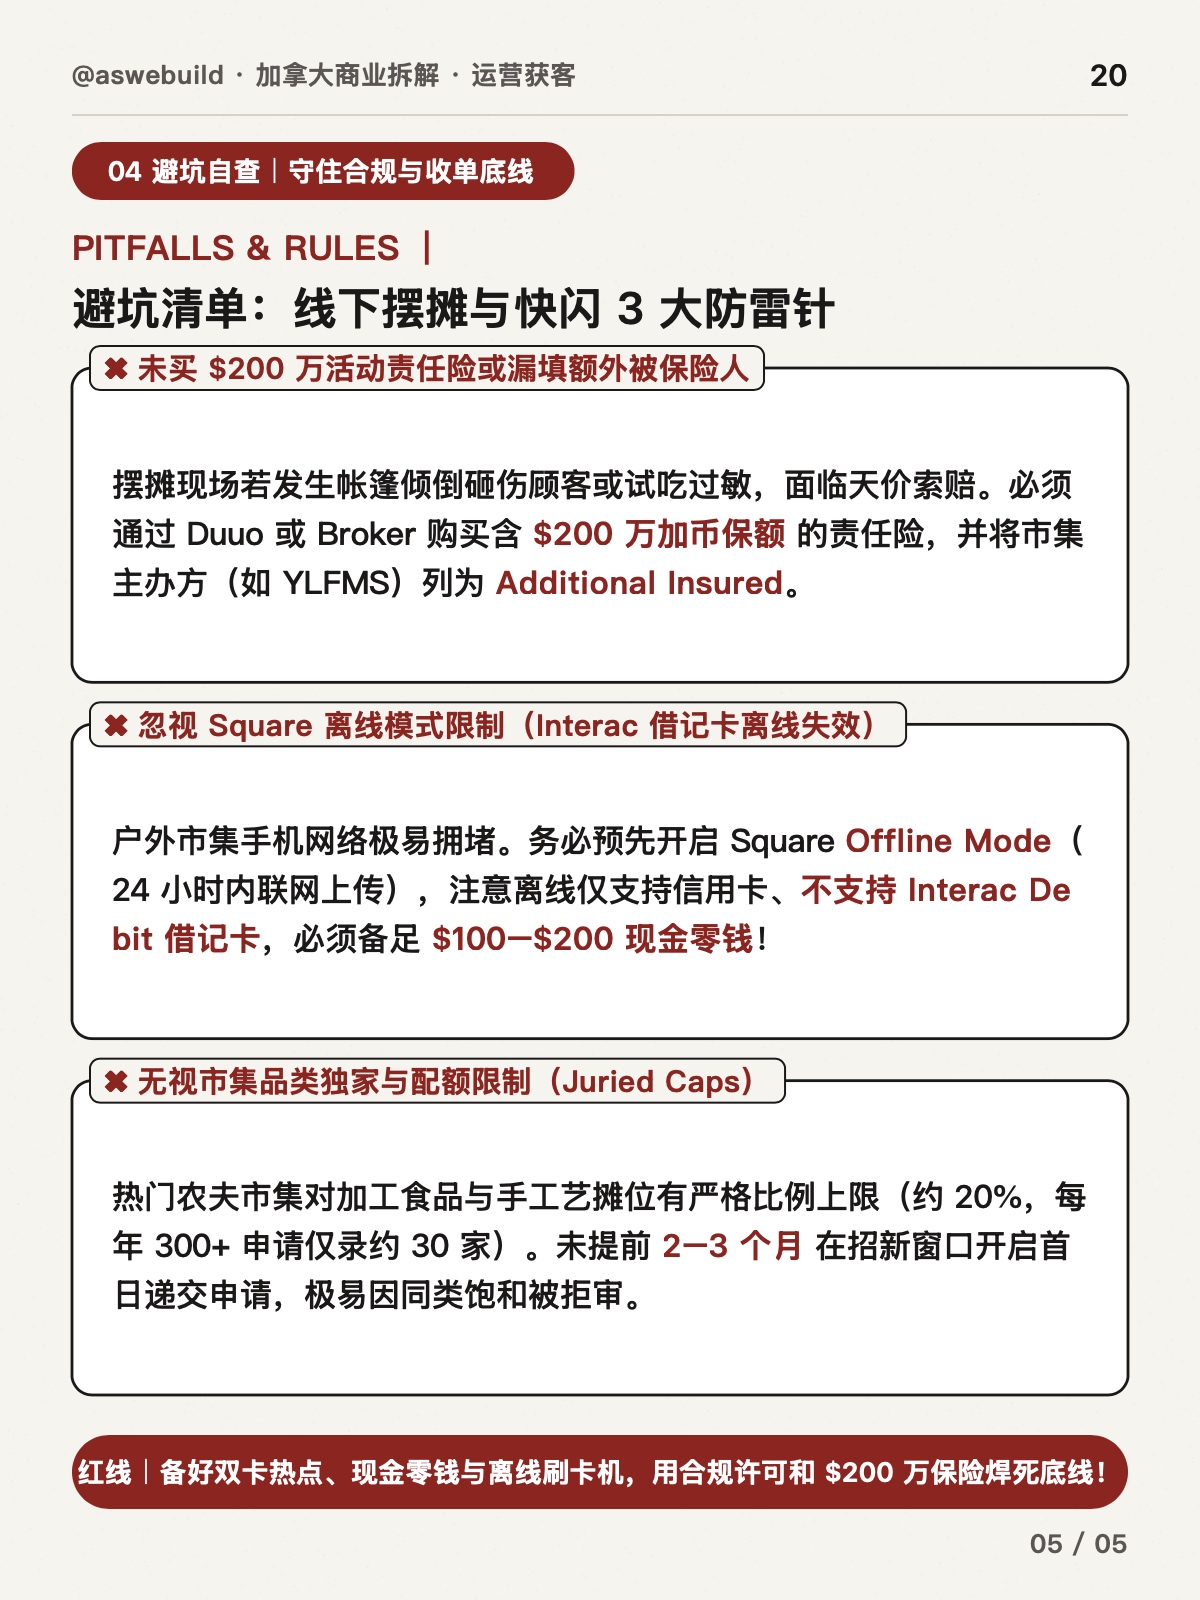 @aswebuild · 加拿大商业拆解 · 运营获客
20
04 避坑自查｜守住合规与收单底线
PITFALLS & RULES ｜
避坑清单：线下摆摊与快闪 3 大防雷针
✖ 未买 $200 万活动责任险或漏填额外被保险人
摆摊现场若发生帐篷倾倒砸伤顾客或试吃过敏，面临天价索赔。必须
通过 Duuo 或 Broker 购买含 $200 万加币保额 的责任险，并将市集
主办方（如 YLFMS）列为 Additional Insured。
✖ 忽视 Square 离线模式限制（Interac 借记卡离线失效）
户外市集手机网络极易拥堵。务必预先开启 Square Offline Mode（
24 小时内联网上传），注意离线仅支持信用卡、不支持 Interac De
bit 借记卡，必须备足 $100–$200 现金零钱！
✖ 无视市集品类独家与配额限制（Juried Caps）
热门农夫市集对加工食品与手工艺摊位有严格比例上限（约 20%，每
年 300+ 申请仅录约 30 家）。未提前 2–3 个月 在招新窗口开启首
日递交申请，极易因同类饱和被拒审。
红线｜备好双卡热点、现金零钱与离线刷卡机，用合规许可和 $200 万保险焊死底线！
05 / 05